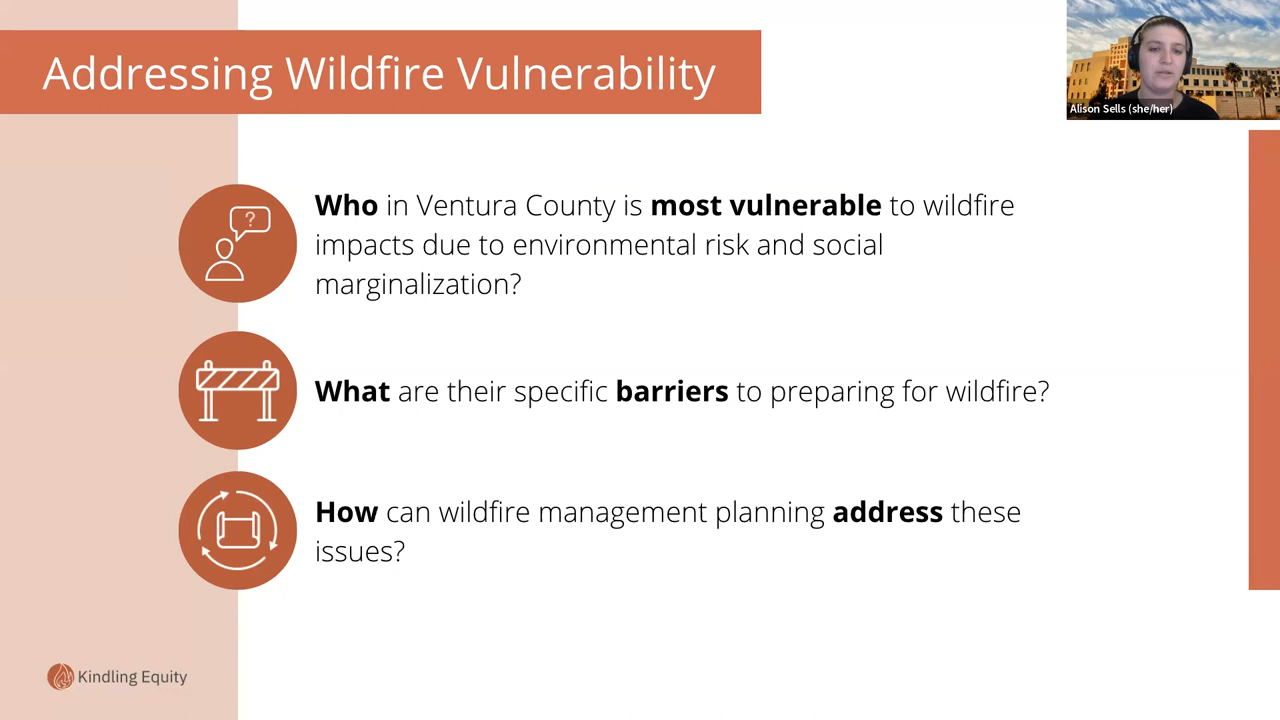 Addressing Wildfire Vulnerability
Alison Sells (she/her)
?
Who in Ventura County is most vulnerable to wildfire
impacts due to environmental risk and social
marginalization?
What are their specific barriers to preparing for wildfire?
How can wildfire management planning address these
issues?
Kindling Equity